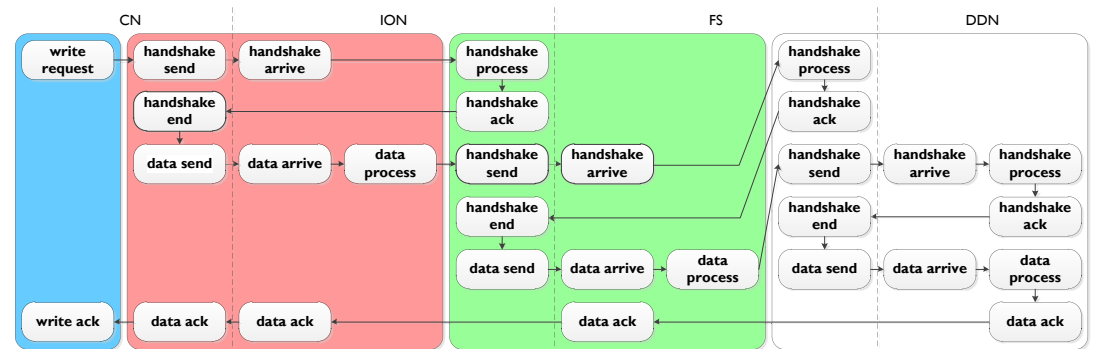 CN
ION
FS
DDN
write
request
handshake
send
handshake
arrive
handshake
process
handshake
process
handshake
end
handshake
ack
handshake
ack
data send
data arrive
data
process
handshake
send
handshake
arrive
handshake
send
handshake
arrive
handshake
process
handshake
end
handshake
end
handshake
ack
data send
data arrive
data
process
data send
data arrive
data
process
write ack
data ack
data ack
data ack
data ack